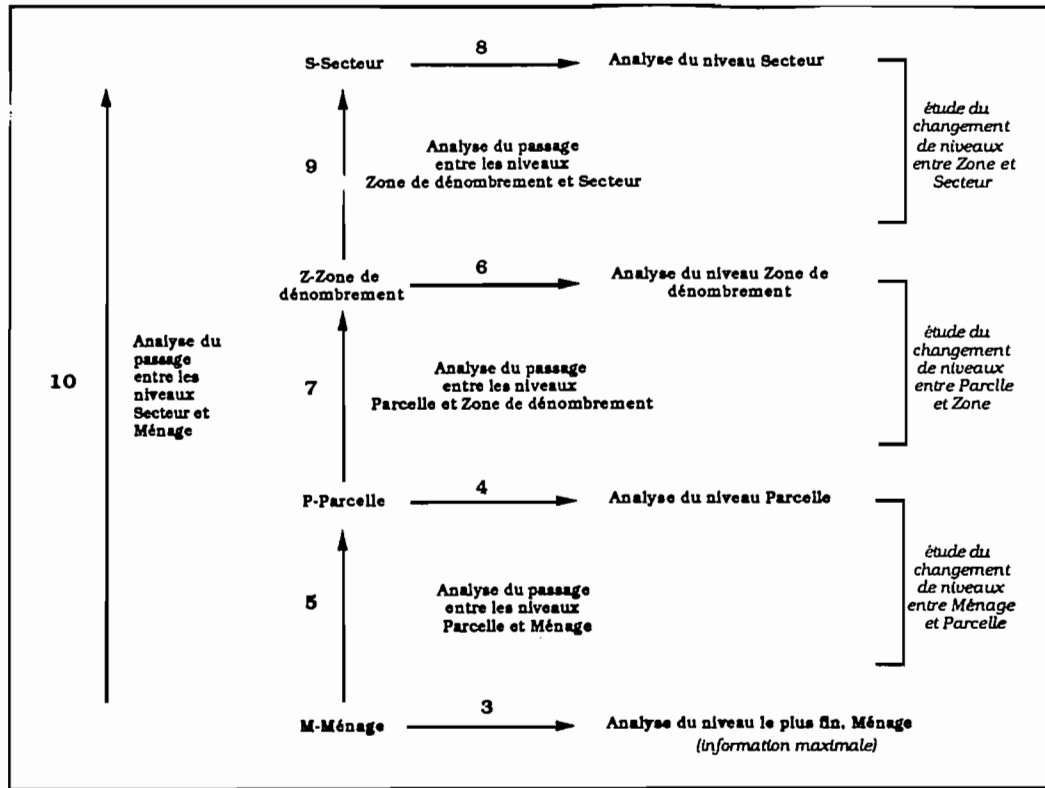 8
S-Secteur
Analyse du niveau Secteur
étude du
changement
de niveaux
entre Zone et
Secteur
9
Analyse du passage
entre les niveaux
Zone de dénombrement et Secteur
6
Z-Zone de
dénombrement
Analyse du niveau Zone de
dénombrement
10
Analyse du
passage
entre les
niveaux
Secteur et
Ménage
7
Analyse du passage
entre les niveaux
Parcelle et Zone de dénombrement
étude du
changement
de niveaux
entre Parclle
et Zone
4
P-Parcelle
Analyse du niveau Parcelle
5
Analyse du passage
entre les niveaux
Parcelle et Ménage
étude du
changement
de niveaux
entre Ménage
et Parcelle
3
M-Ménage
Analyse du niveau le plus fin, Ménage
(information maximale)